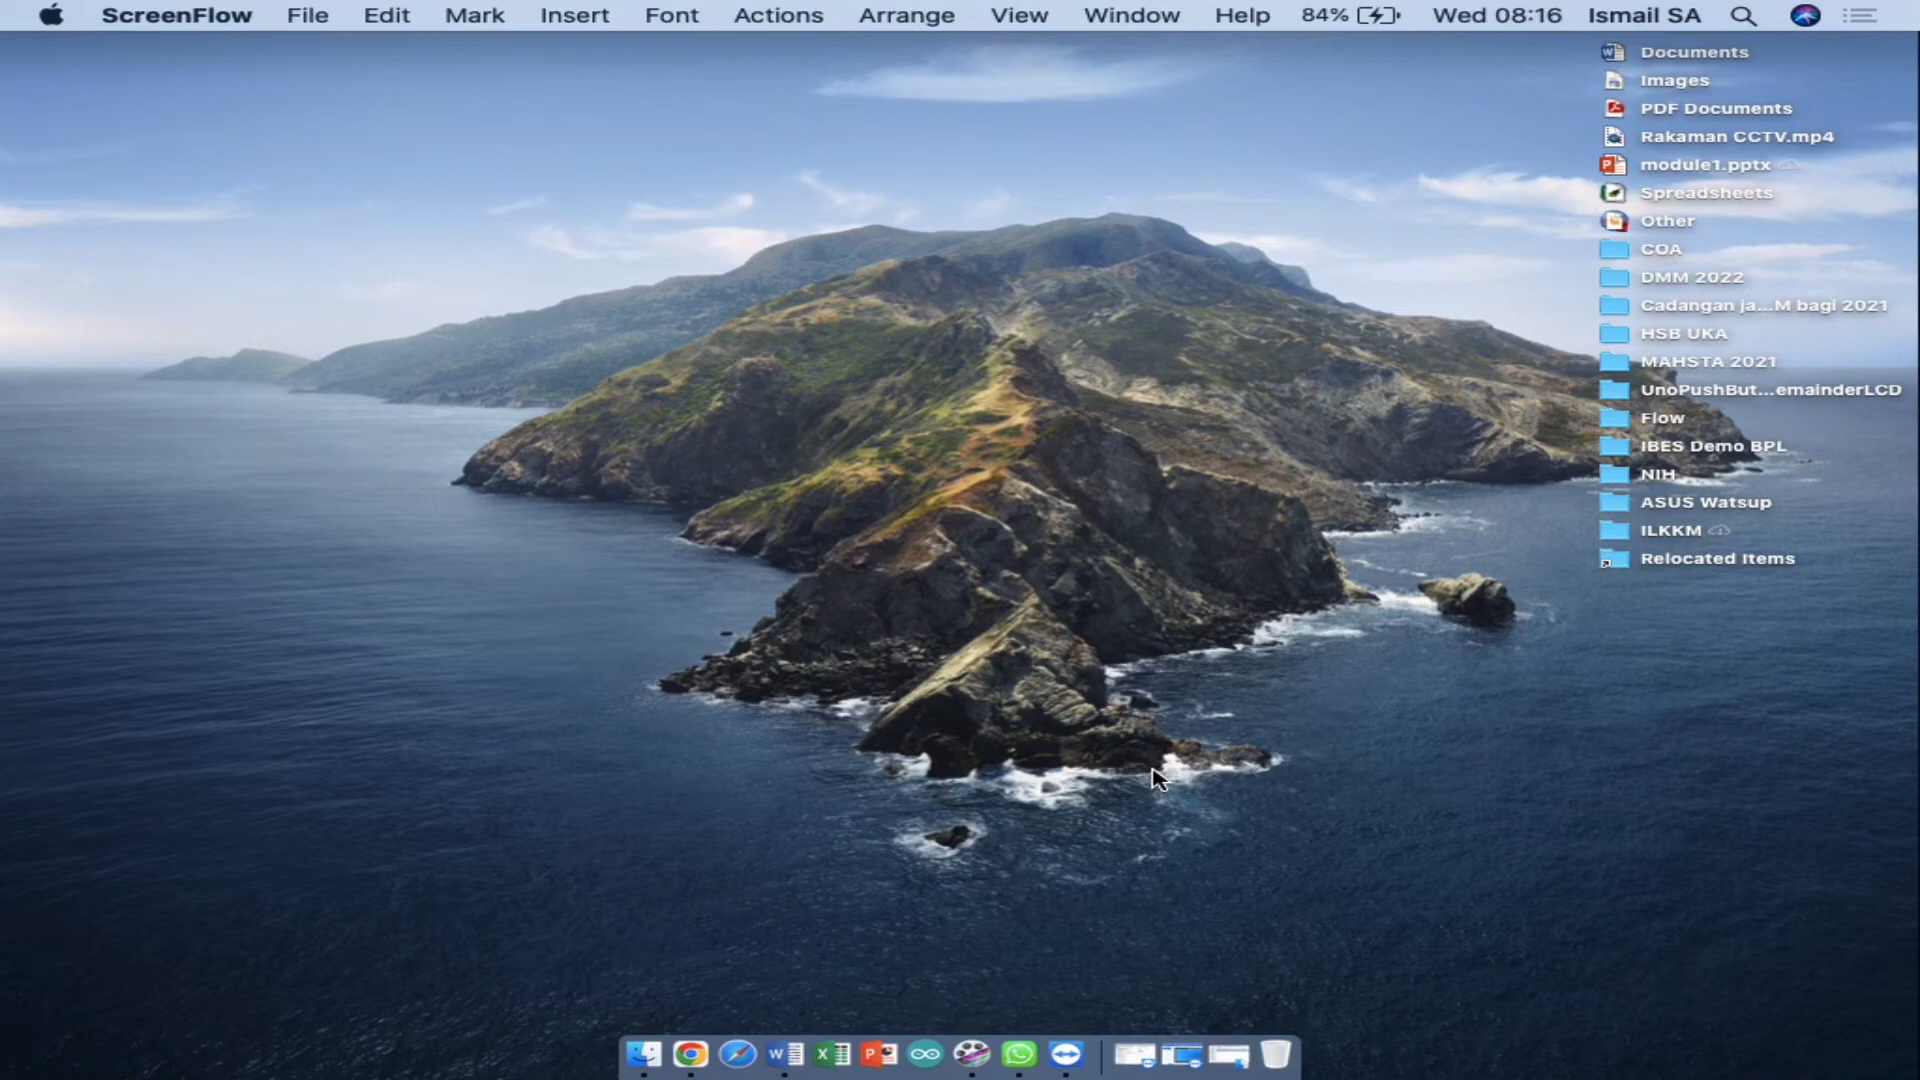 ScreenFlow File Edit Mark Insert Font Actions Arrange View Window Help 84% Wed 08:16 Ismail SA
Documents
Images
PDF Documents
Rakaman CCTV.mp4
module1.pptx
Spreadsheets
Other
COA
DMM 2022
Cadangan ja...M bagi 2021
HSB UKA
MAHSTA 2021
UnoPushBut...emainderLCD
Flow
IBES Demo BPL
NIH
ASUS Watsup
ILKKM
Relocated Items